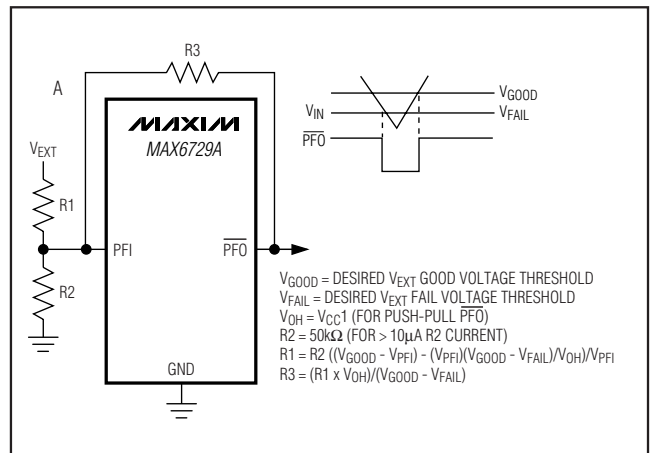 R3
A
MAXIM
MAX6729A
VEXT
R1
R2
PFI
PFO
GND
VGOOD
VIN
VFAIL
PFO
VGOOD = DESIRED VEXT GOOD VOLTAGE THRESHOLD
VFAIL = DESIRED VEXT FAIL VOLTAGE THRESHOLD
VOH = VCC1 (FOR PUSH-PULL PFO)
R2 = 50kΩ (FOR > 10μA R2 CURRENT)
R1 = R2 ((VGOOD - VPFI) - (VPFI)(VGOOD - VFAIL)/VOH)/VPFI
R3 = (R1 x VOH)/(VGOOD - VFAIL)